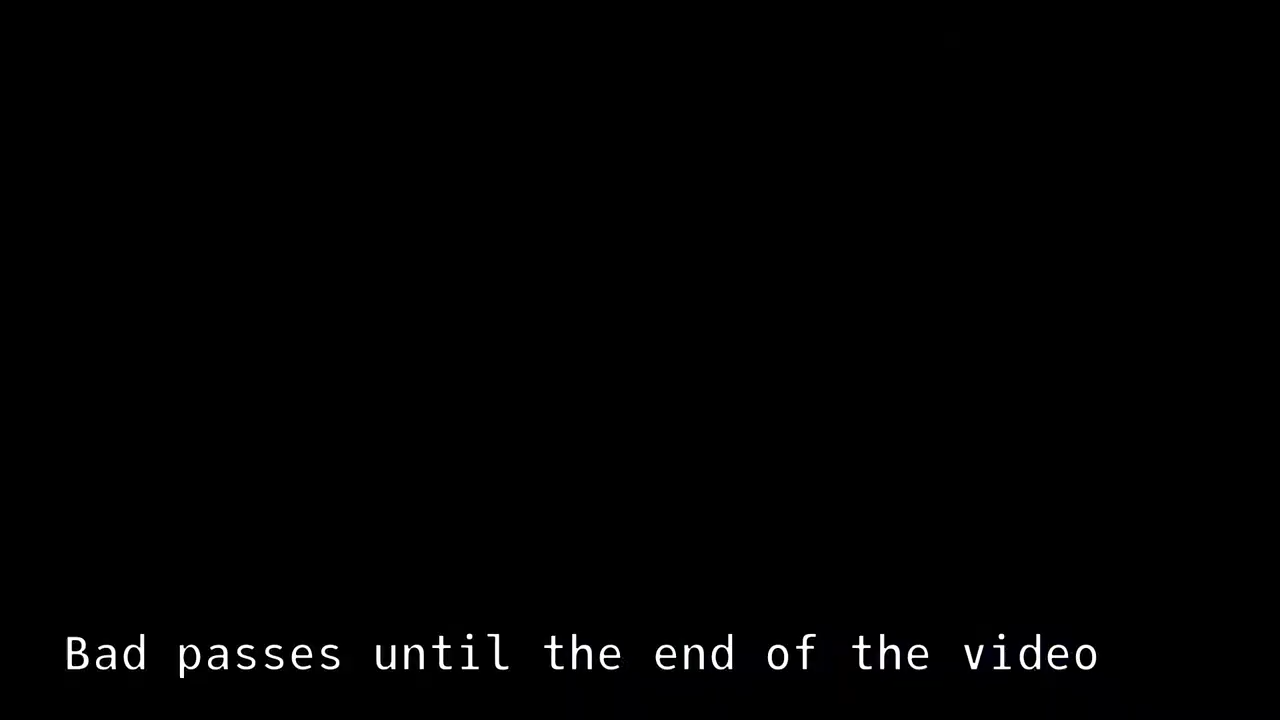 Bad passes until the end of the video